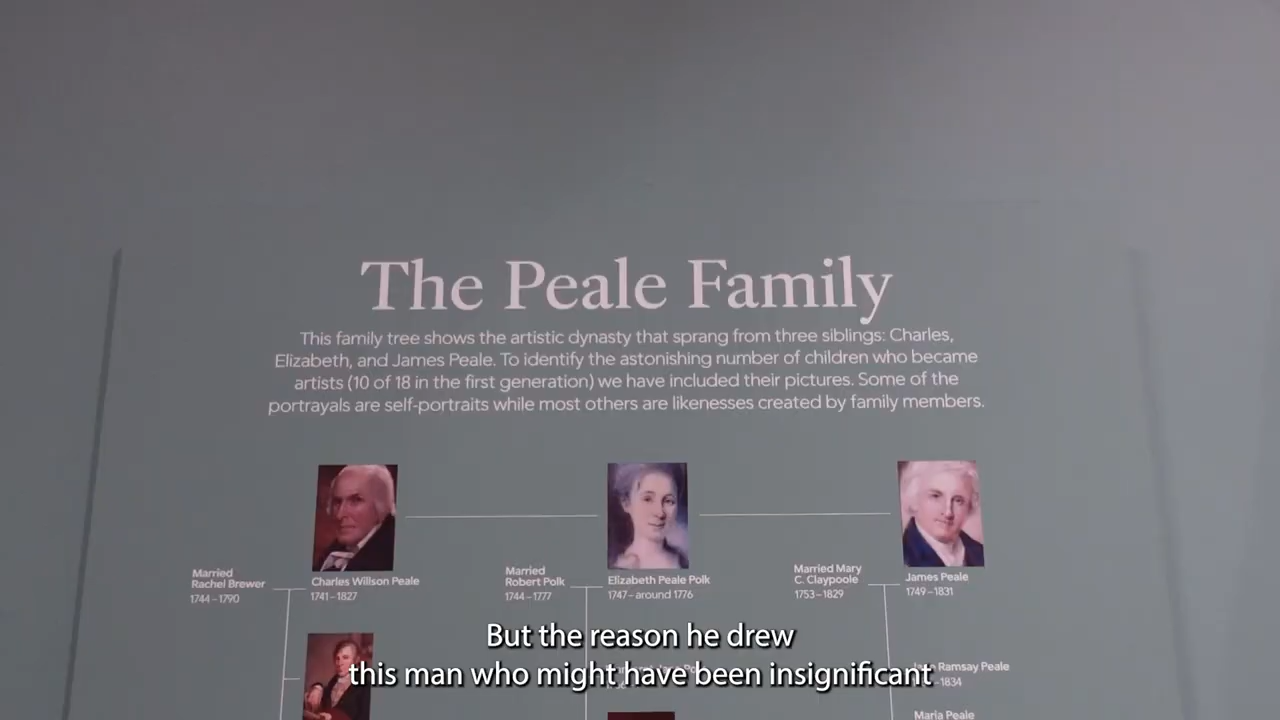 The Peale Family
This family tree shows the artistic dynasty that sprang from three siblings: Charles,
Elizabeth, and James Peale. To identify the astonishing number of children who became
artists (10 of 18 in the first generation) we have included their pictures. Some of the
portrayals are self-portraits while most others are likenesses created by family members.
Married
Rachel Brewer
1744–1790
Charles Willson Peale
1741–1827
Married
Robert Polk
1744–1777
Elizabeth Peale Polk
1747–around 1776
Married Mary
C. Claypoole
1753–1829
James Peale
1749–1831
Ramsay Peale
–1834
Maria Peale
But the reason he drew
this man who might have been insignificant